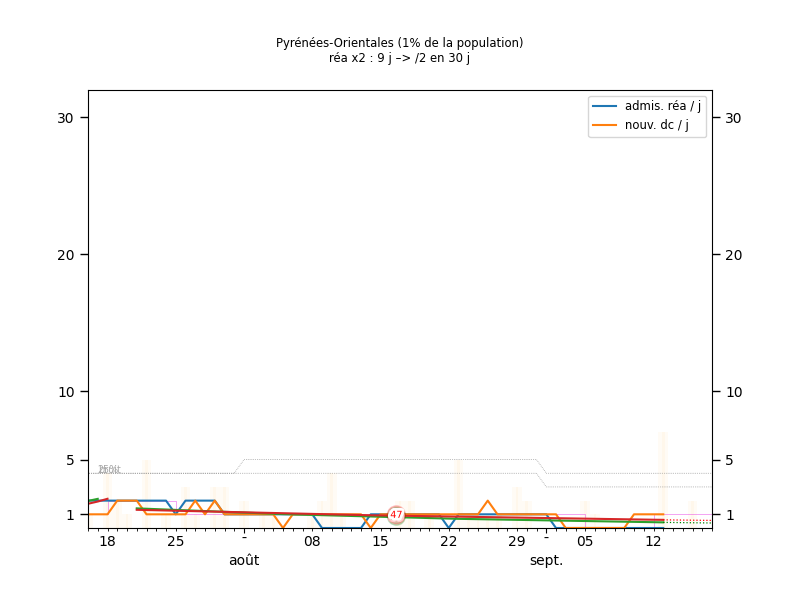 Pyrénées-Orientales (1% de la population)
réa x2 : 9 j –> /2 en 30 j
admis. réa / j
nouv. dc / j
30 30
20 20
10 10
5 5
1 1
47
18 25 - 08 15 22 29 - 05 12
août sept.